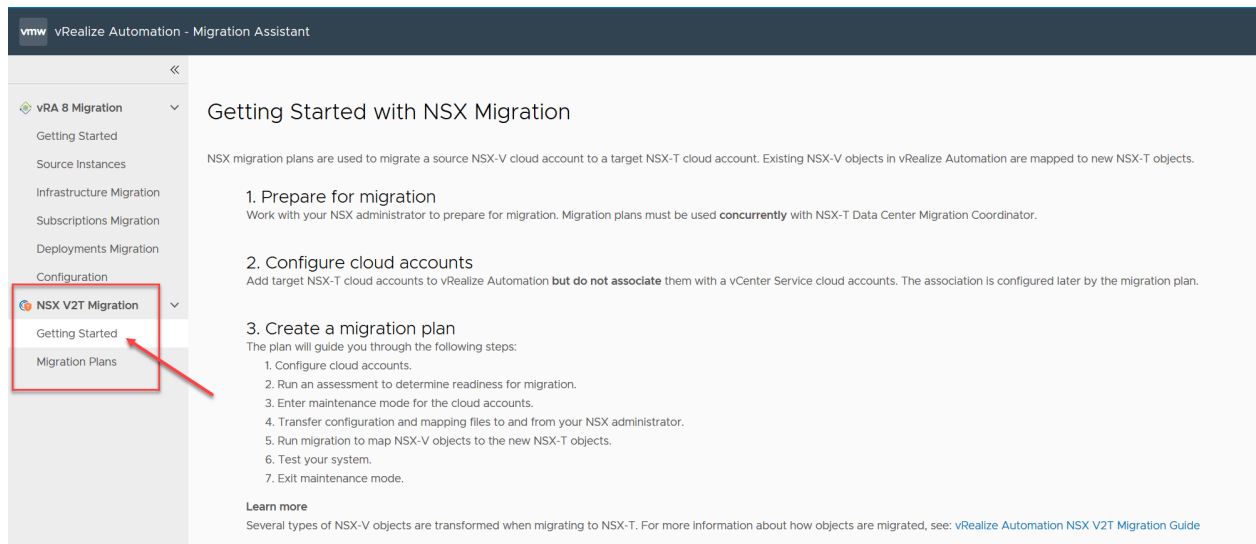 vmw vRealize Automation - Migration Assistant
«
vRA 8 Migration
Getting Started
Source Instances
Infrastructure Migration
Subscriptions Migration
Deployments Migration
Configuration
NSX V2T Migration
Getting Started
Migration Plans
Getting Started with NSX Migration
NSX migration plans are used to migrate a source NSX-V cloud account to a target NSX-T cloud account. Existing NSX-V objects in vRealize Automation are mapped to new NSX-T objects.
1. Prepare for migration
Work with your NSX administrator to prepare for migration. Migration plans must be used concurrently with NSX-T Data Center Migration Coordinator.
2. Configure cloud accounts
Add target NSX-T cloud accounts to vRealize Automation but do not associate them with a vCenter Service cloud accounts. The association is configured later by the migration plan.
3. Create a migration plan
The plan will guide you through the following steps:
1. Configure cloud accounts.
2. Run an assessment to determine readiness for migration.
3. Enter maintenance mode for the cloud accounts.
4. Transfer configuration and mapping files to and from your NSX administrator.
5. Run migration to map NSX-V objects to the new NSX-T objects.
6. Test your system.
7. Exit maintenance mode.
Learn more
Several types of NSX-V objects are transformed when migrating to NSX-T. For more information about how objects are migrated, see: vRealize Automation NSX V2T Migration Guide